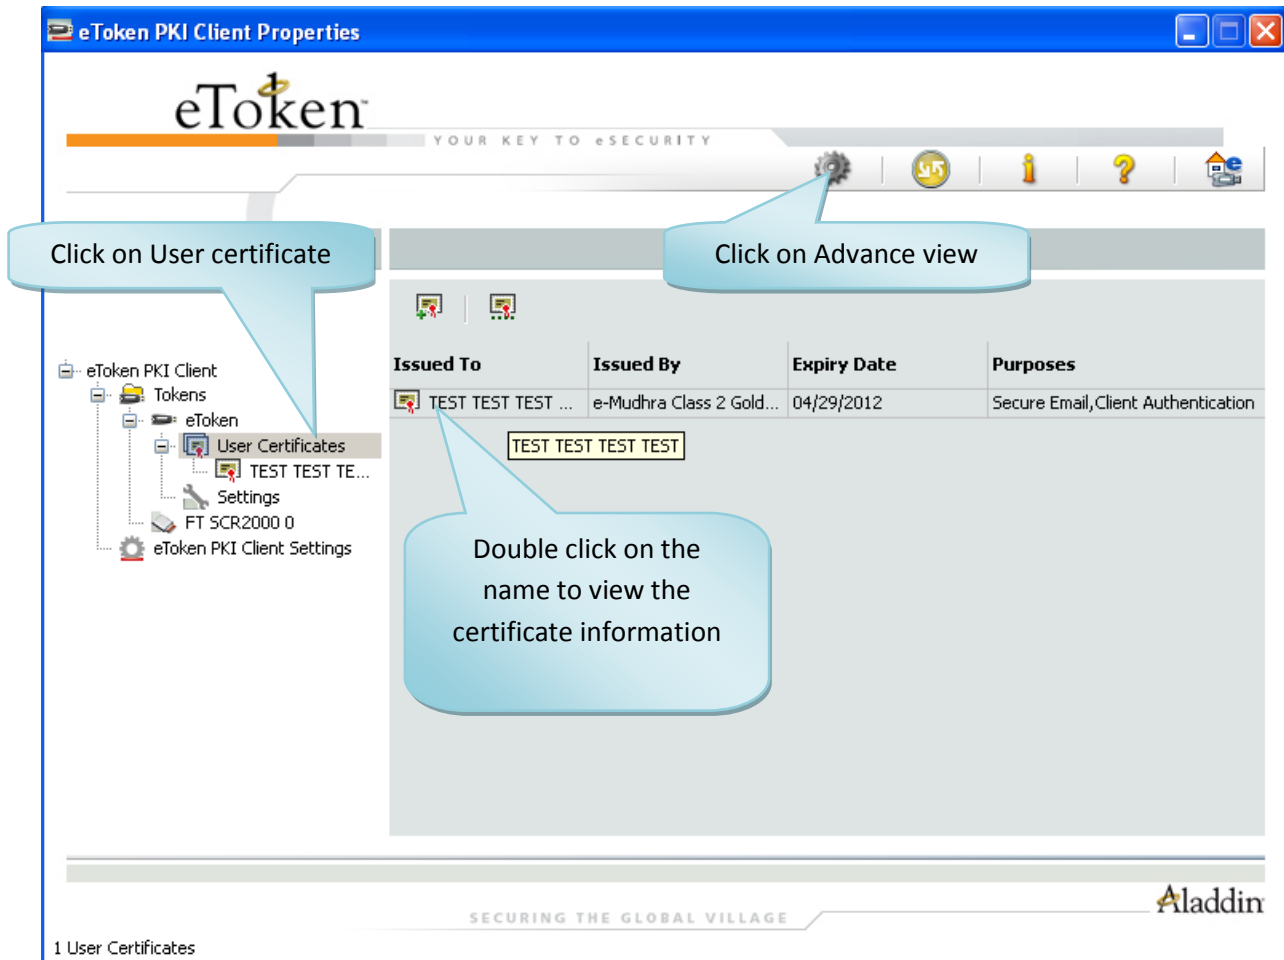 eToken PKI Client Properties
eToken
YOUR KEY TO eSECURITY
Click on User certificate
Click on Advance view
eToken PKI Client
Tokens
eToken
User Certificates
TEST TEST TE...
Settings
FT SCR2000 0
eToken PKI Client Settings
Issued To Issued By Expiry Date Purposes
TEST TEST TEST ... e-Mudhra Class 2 Gold... 04/29/2012 Secure Email,Client Authentication
TEST TEST TEST TEST
Double click on the
name to view the
certificate information
Aladdin
SECURING THE GLOBAL VILLAGE
1 User Certificates